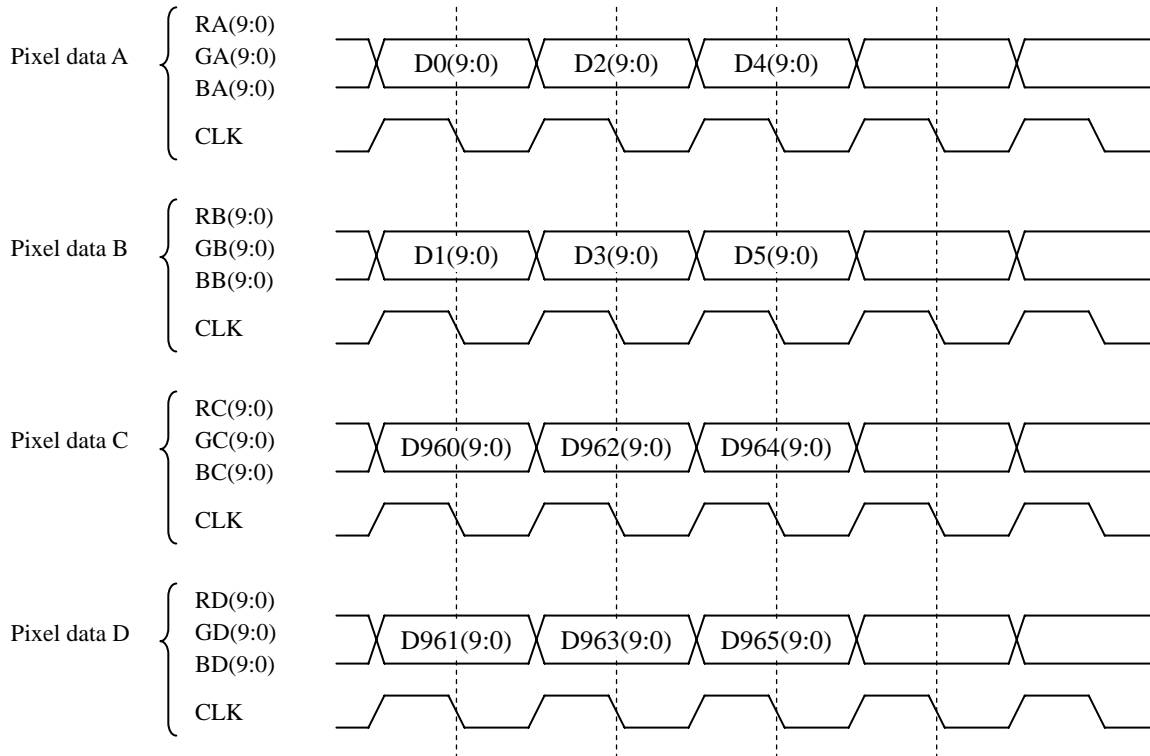 RA(9:0)
Pixel data A
GA(9:0)
BA(9:0)
D0(9:0) D2(9:0) D4(9:0)
CLK
RB(9:0)
Pixel data B
GB(9:0)
BB(9:0)
D1(9:0) D3(9:0) D5(9:0)
CLK
RC(9:0)
Pixel data C
GC(9:0)
BC(9:0)
D960(9:0) D962(9:0) D964(9:0)
CLK
RD(9:0)
Pixel data D
GD(9:0)
BD(9:0)
D961(9:0) D963(9:0) D965(9:0)
CLK